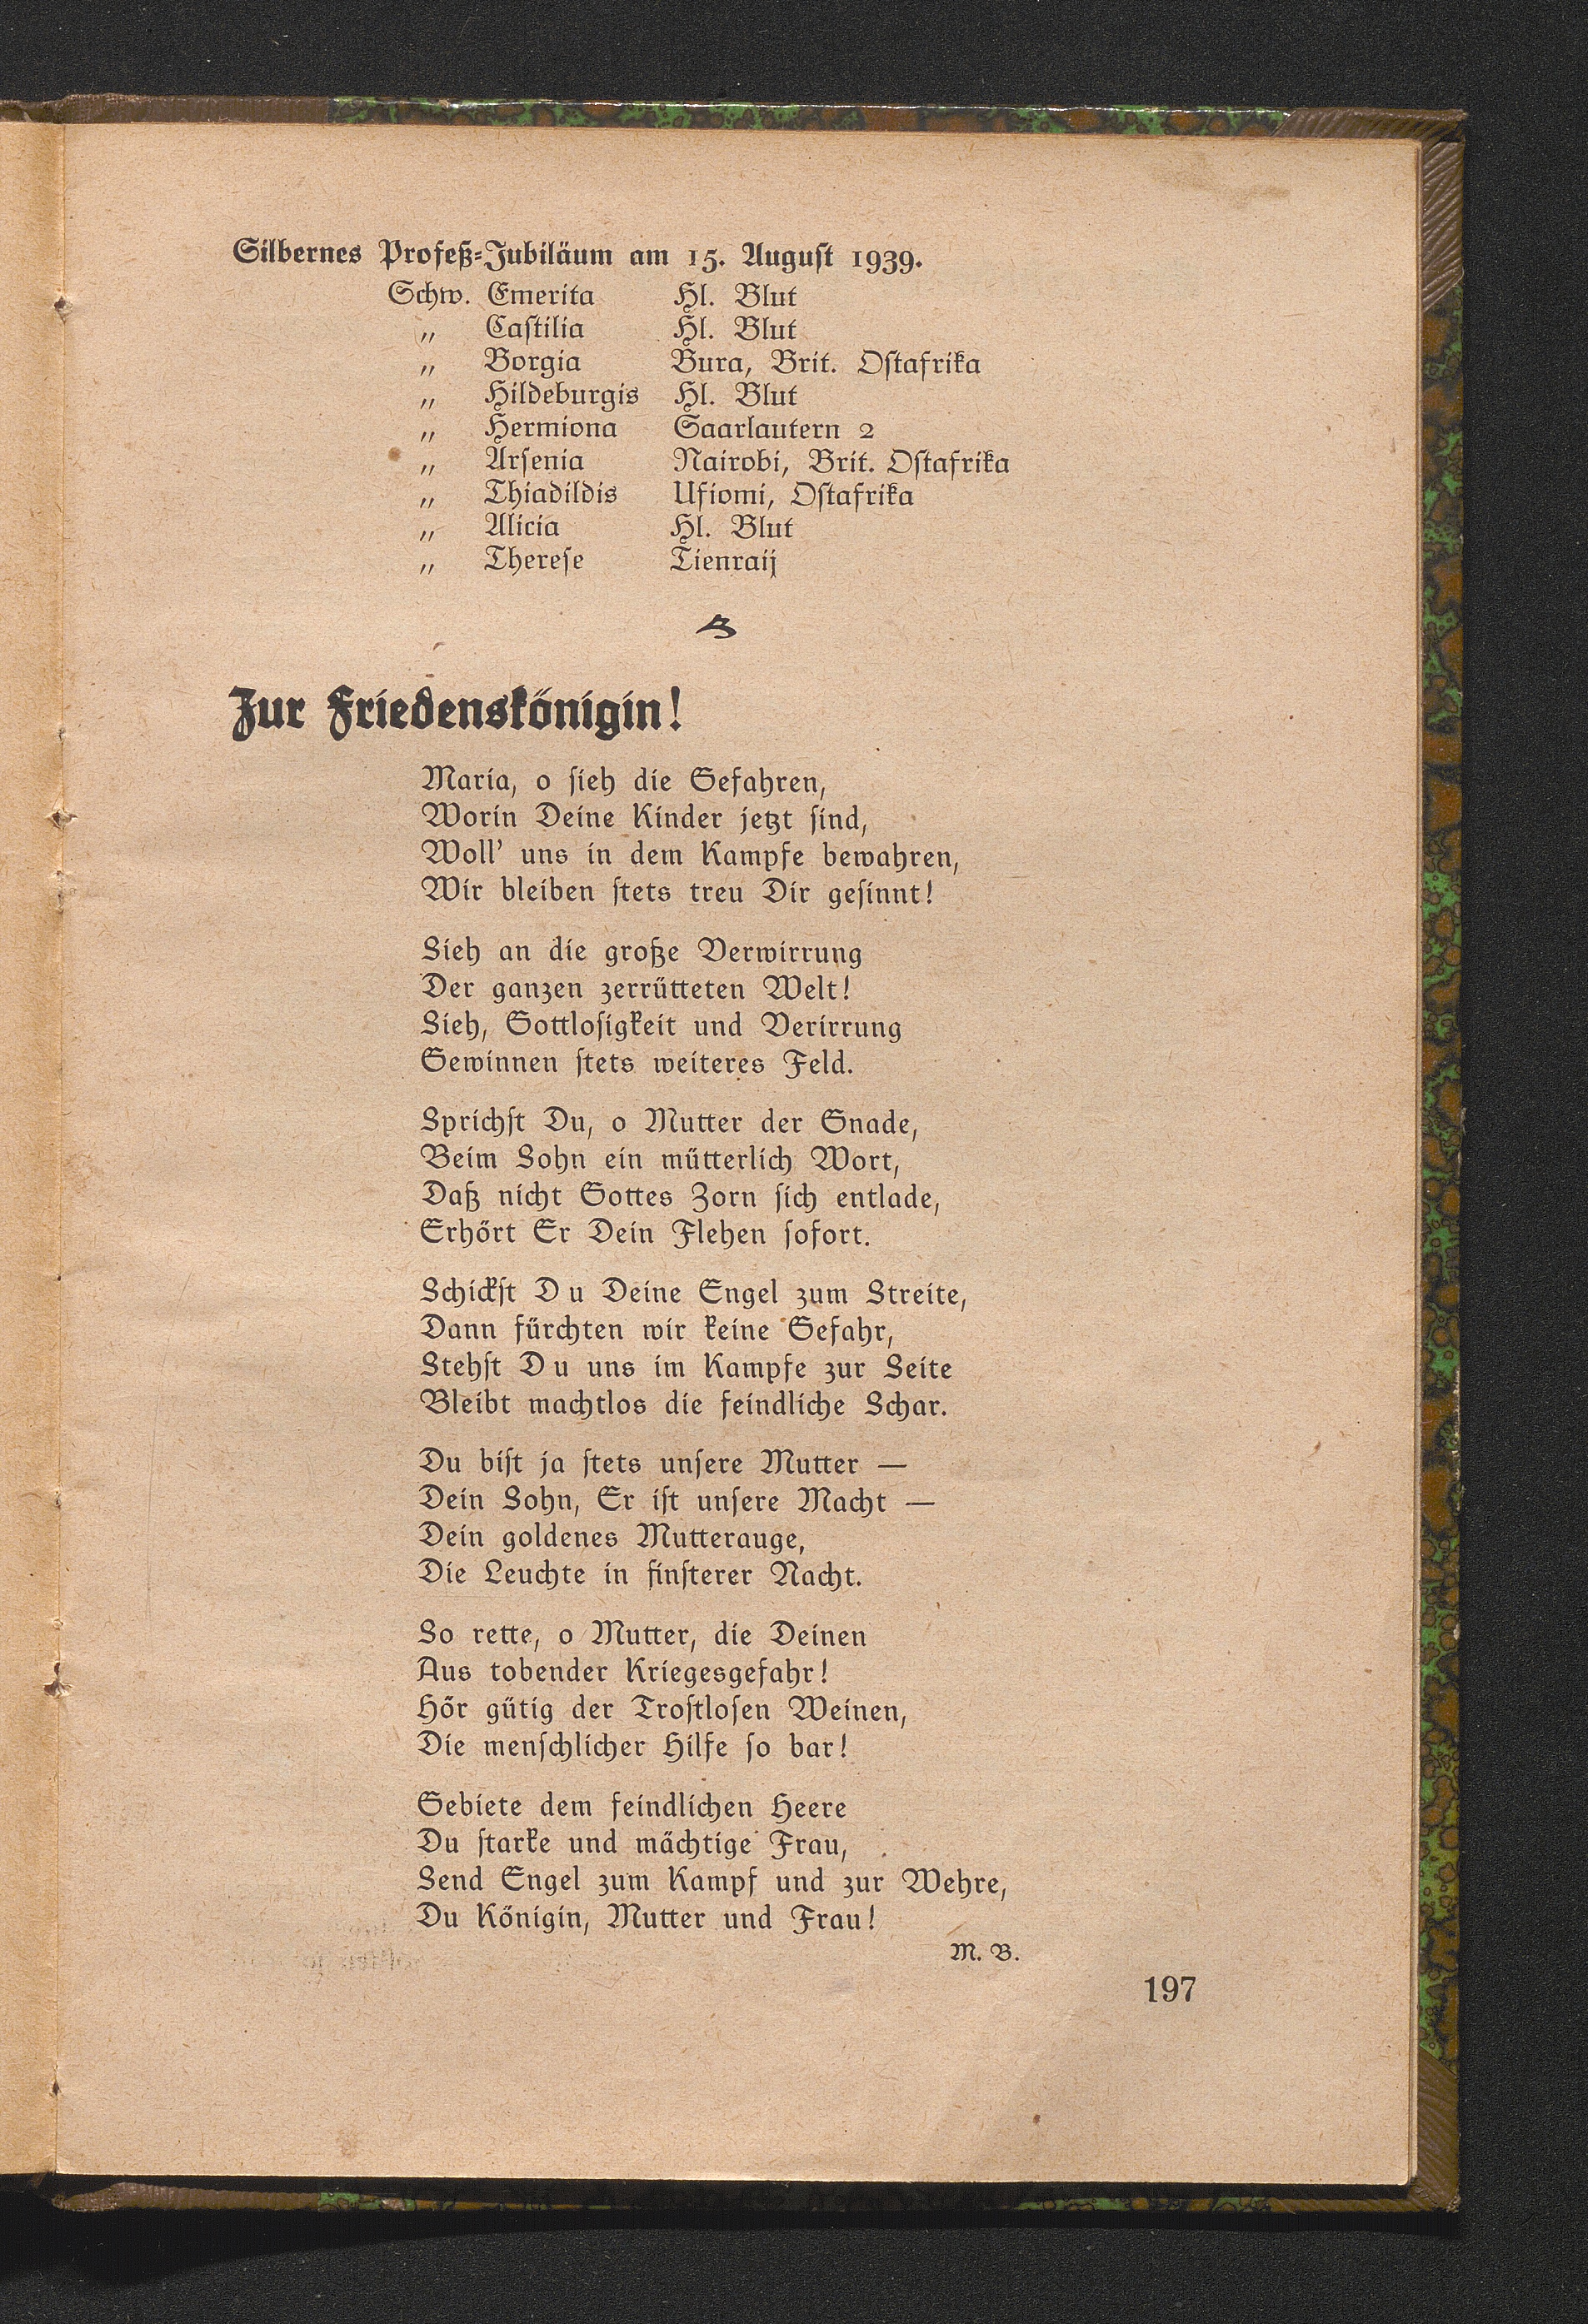 Silbernes Profeß-Jubiläum am 15. August 1939.
Schw. Emerita Hl. Blut
„ Castilia Hl. Blut
„ Borgia Bura, Brit. Ostafrika
„ Hildeburgis Hl. Blut
„ Hermiona Saarlautern 2
„ Arsenia Nairobi, Brit. Ostafrika
„ Thiadildis Ufiomi, Ostafrika
„ Alicia Hl. Blut
„ Therese Tienraij
Zur Friedenskönigin!
Maria, o sieh die Gefahren,
Worin Deine Kinder jetzt sind,
Woll' uns in dem Kampfe bewahren,
Wir bleiben stets treu Dir gesinnt!
Sieh an die große Verwirrung
Der ganzen zerrütteten Welt!
Sieh, Gottlosigkeit und Verirrung
Gewinnen stets weiteres Feld.
Sprichst Du, o Mutter der Gnade,
Beim Sohn ein mütterlich Wort,
Daß nicht Gottes Zorn sich entlade,
Erhört Er Dein Flehen sofort.
Schickst Du Deine Engel zum Streite,
Dann fürchten wir keine Gefahr,
Stehst Du uns im Kampfe zur Seite
Bleibt machtlos die feindliche Schar.
Du bist ja stets unsere Mutter —
Dein Sohn, Er ist unsere Macht —
Dein goldenes Mutterauge,
Die Leuchte in finsterer Nacht.
So rette, o Mutter, die Deinen
Aus tobender Kriegesgefahr!
Hör gütig der Trostlosen Weinen,
Die menschlicher Hilfe so bar!
Gebiete dem feindlichen Heere
Du starke und mächtige Frau,
Send Engel zum Kampf und zur Wehre,
Du Königin, Mutter und Frau!
M. B.
197